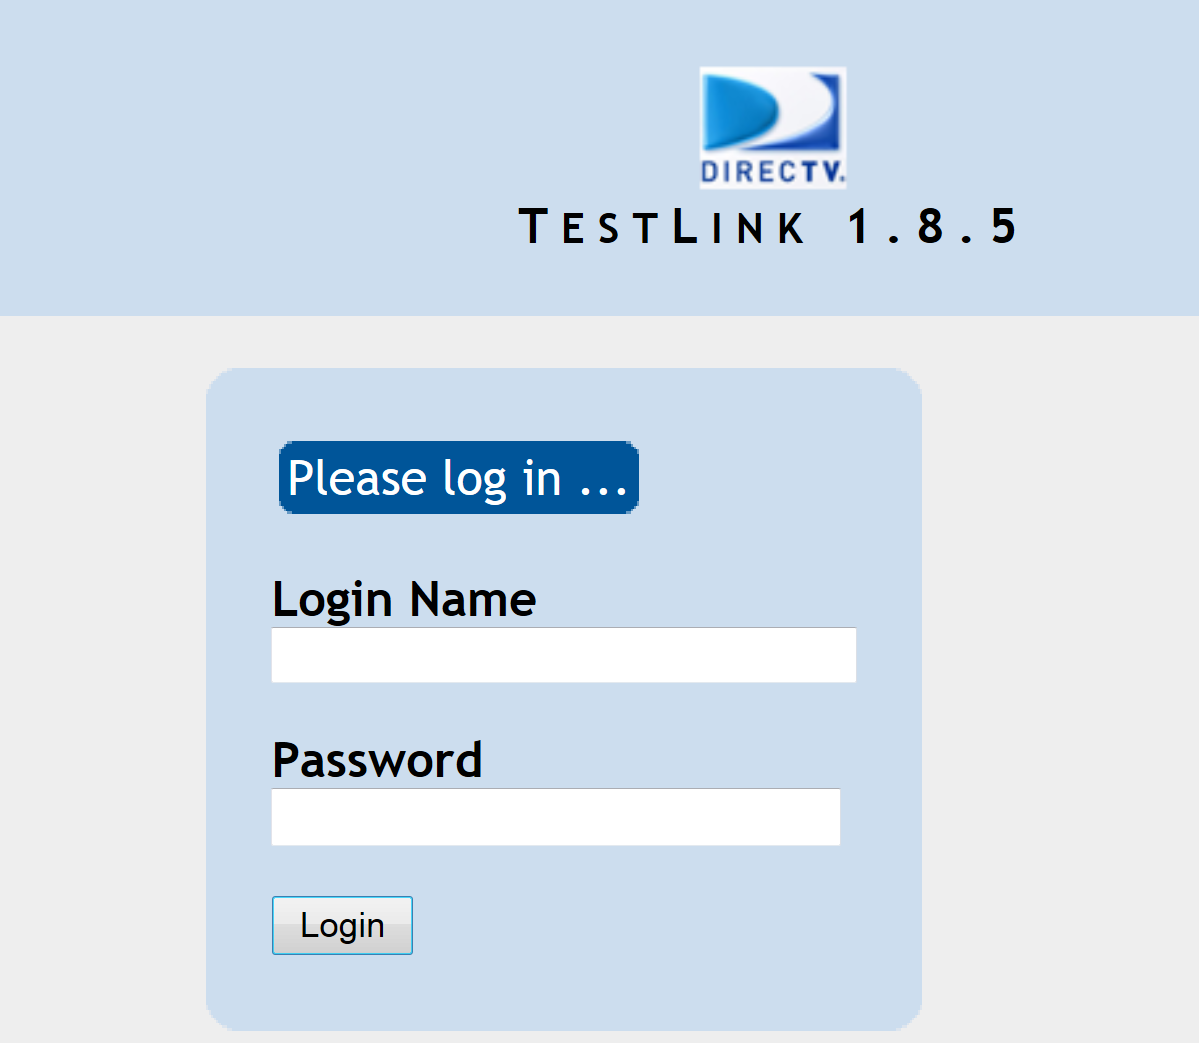 DIRECTV.
TESTLINK 1.8.5
Please log in ...
Login Name
Password
Login